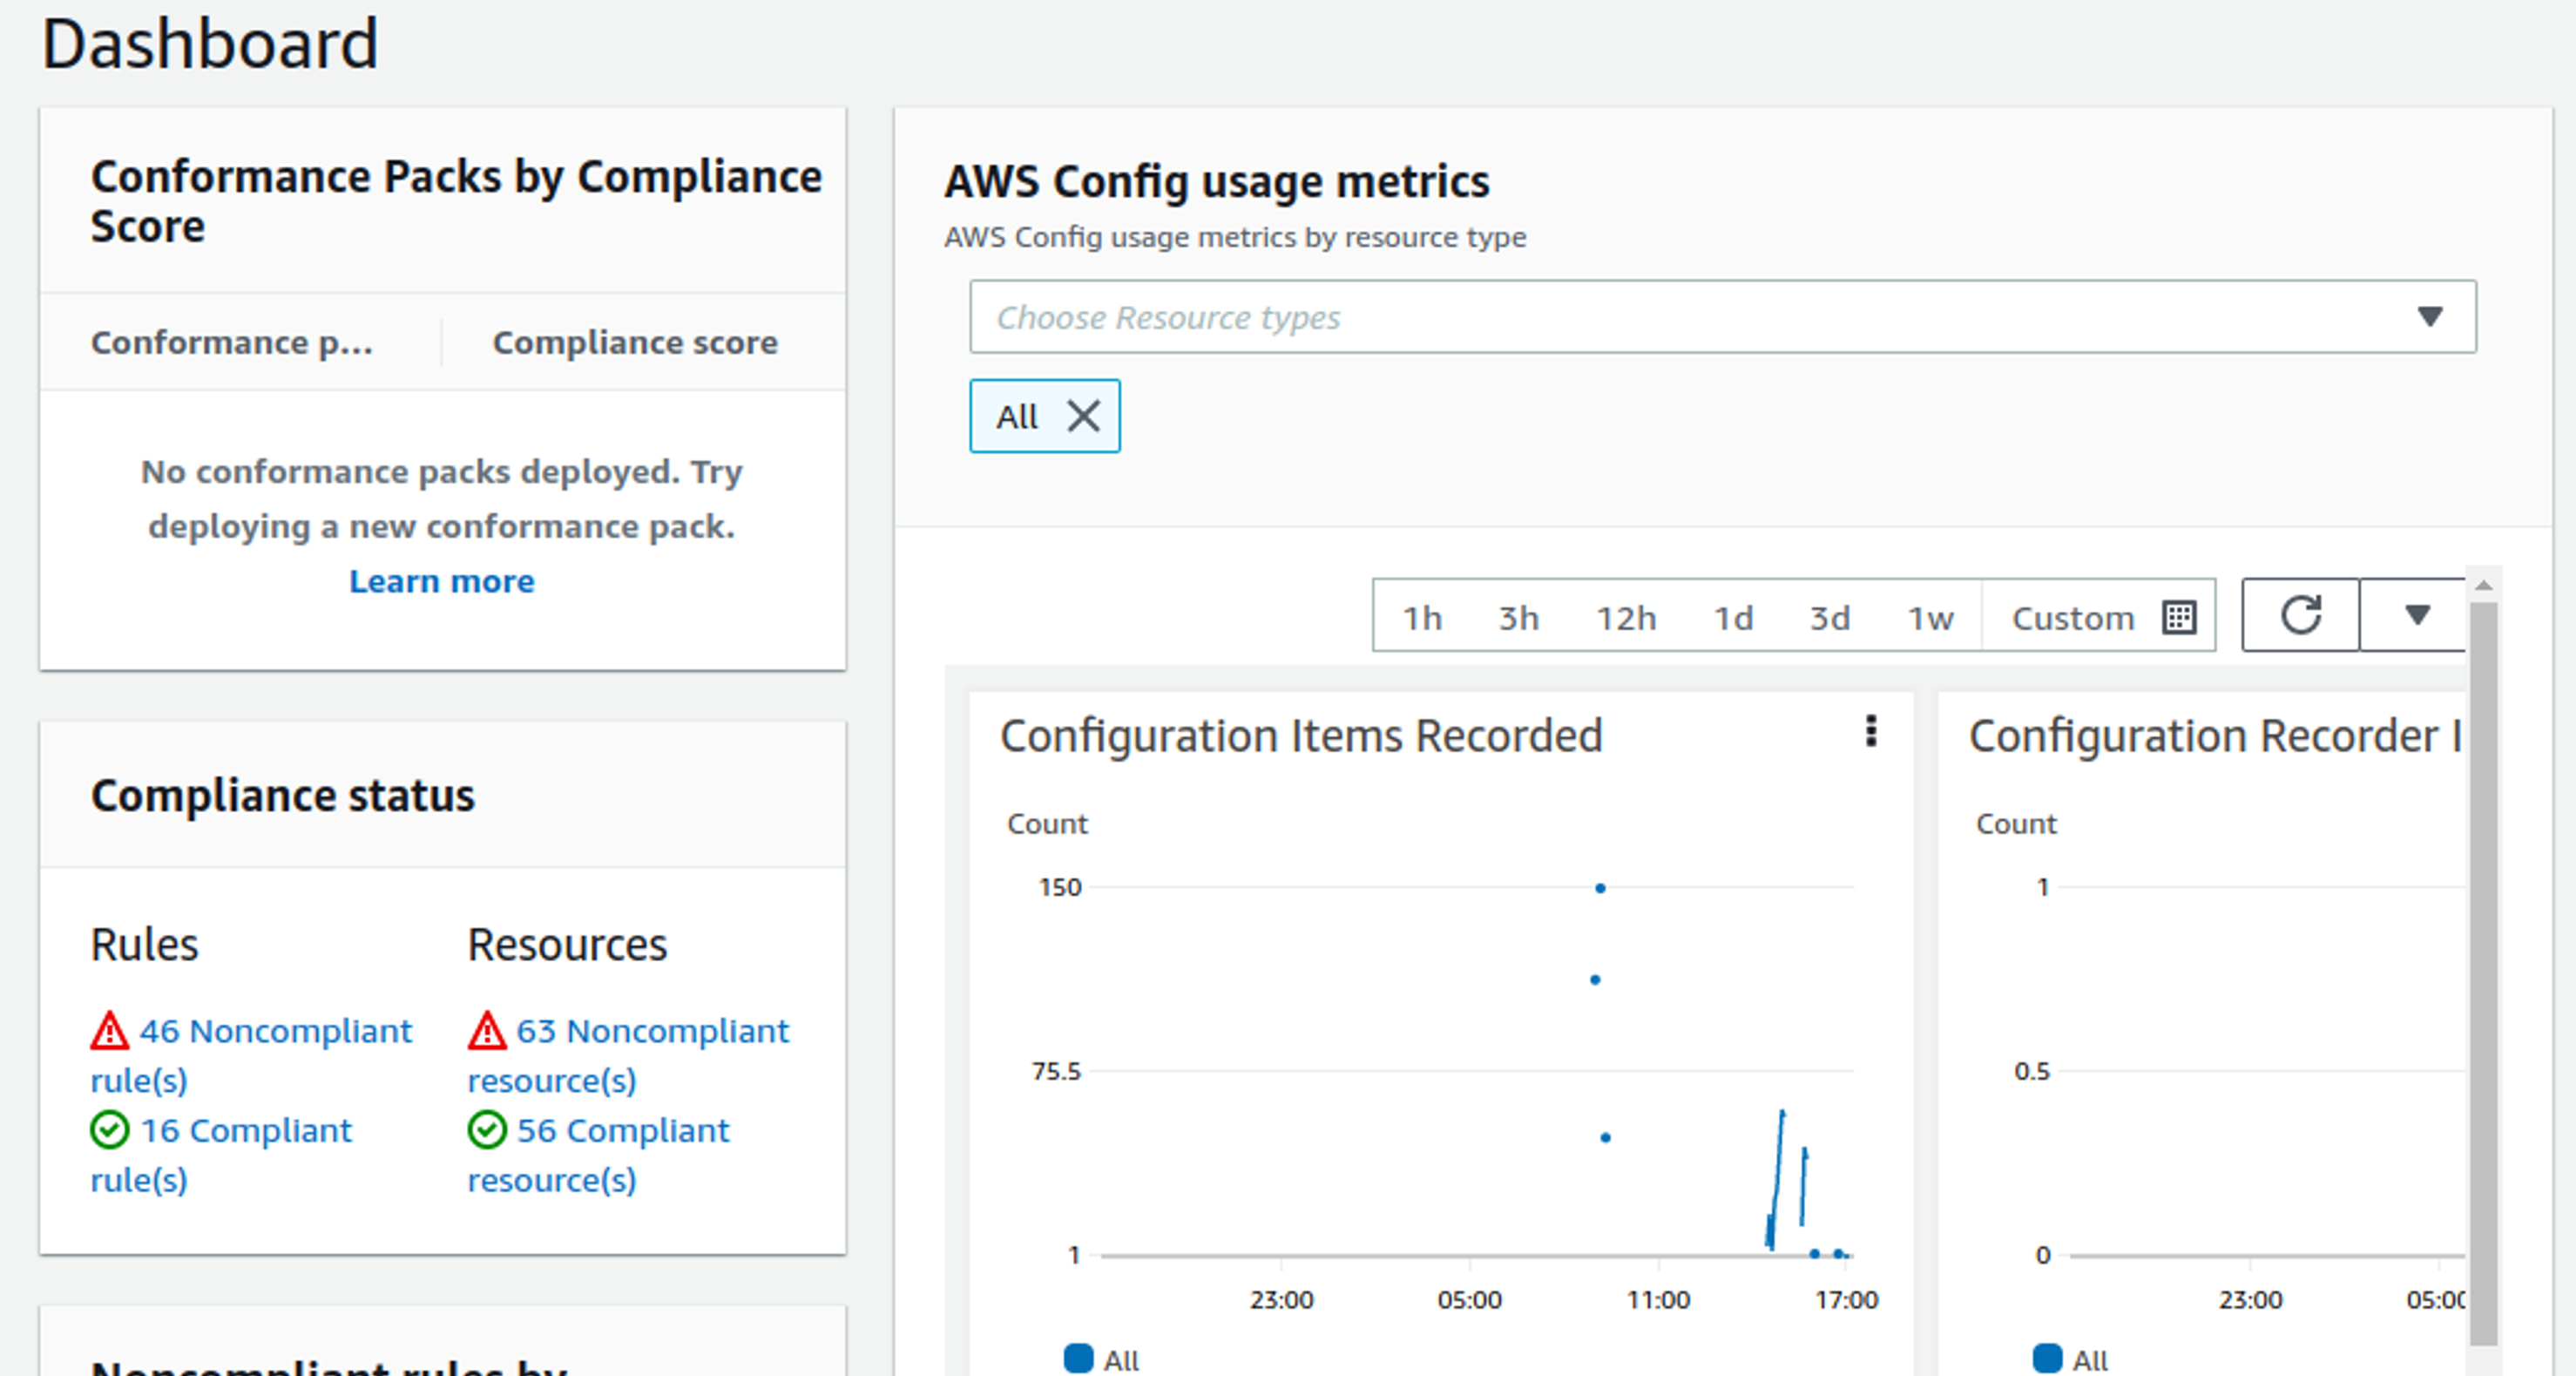 Dashboard
Conformance Packs by Compliance
Score
Conformance p...
Compliance score
No conformance packs deployed. Try
deploying a new conformance pack.
Learn more
Compliance status
Rules
46 Noncompliant
rule(s)
16 Compliant
rule(s)
Resources
63 Noncompliant
resource(s)
56 Compliant
resource(s)
Noncompliant rules by
AWS Config usage metrics
AWS Config usage metrics by resource type
Choose Resource types
All
1h 3h 12h 1d 3d 1w Custom
Configuration Items Recorded
Count
150
75.5
1
23:00 05:00 11:00 17:00
All
Configuration Recorder I
Count
1
0.5
0
23:00 05:00
All